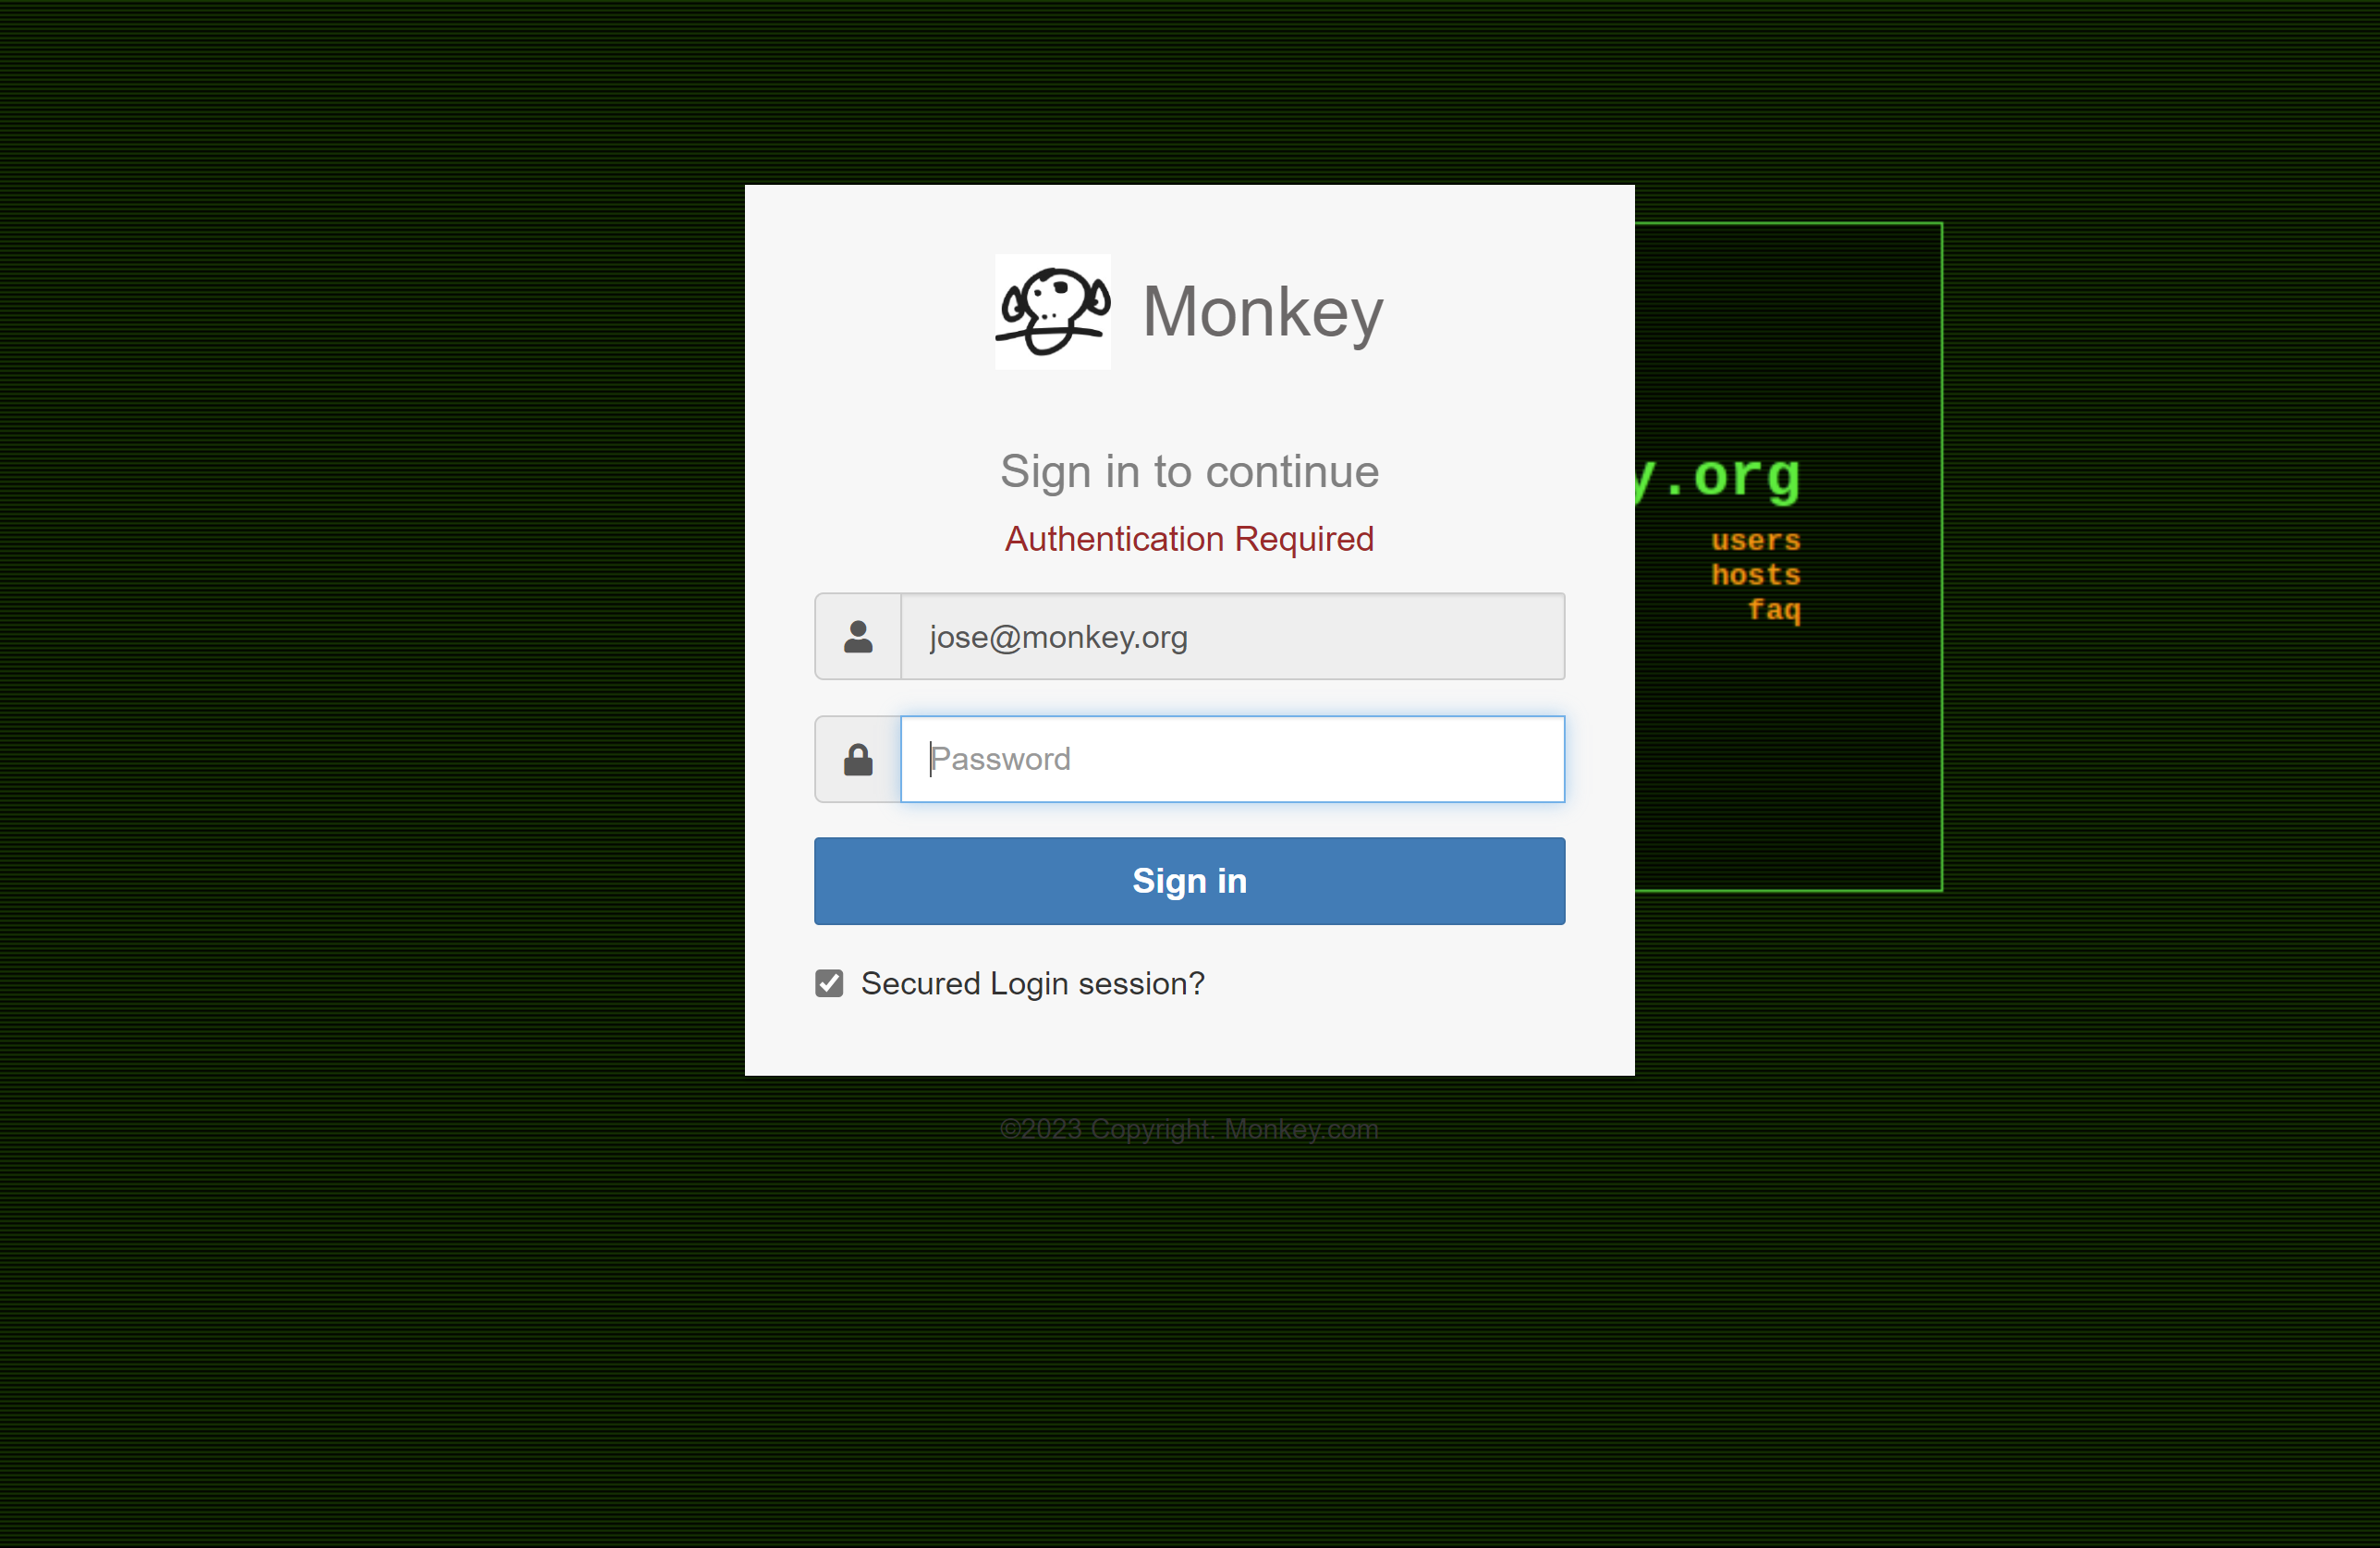 Monkey
Sign in to continue
Authentication Required
jose@monkey.org
Password
Sign in
Secured Login session?
©2023 Copyright. Monkey.com
y.org
users
hosts
faq